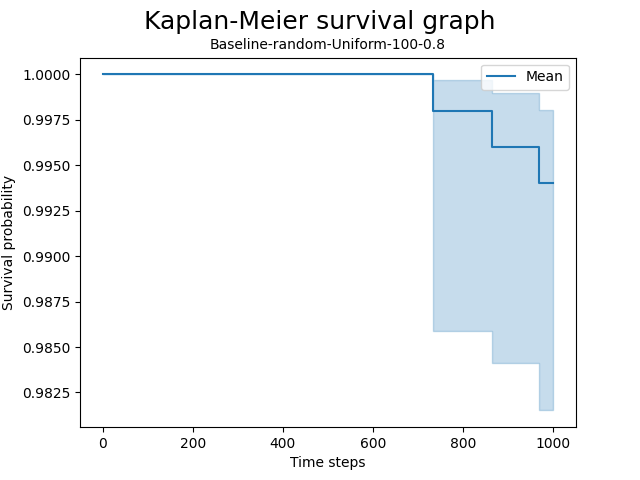 Kaplan-Meier survival graph
Baseline-random-Uniform-100-0.8
Mean
Survival probability
1.0000
0.9975
0.9950
0.9925
0.9900
0.9875
0.9850
0.9825
0 200 400 600 800 1000
Time steps